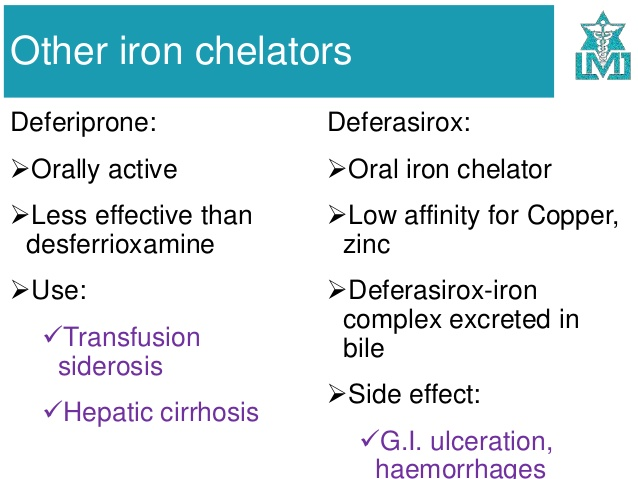 Other iron chelators
LMI
Deferiprone:
➢Orally active
➢Less effective than
desferrioxamine
➢Use:
✓Transfusion
siderosis
✓Hepatic cirrhosis
Deferasirox:
➢Oral iron chelator
➢Low affinity for Copper,
zinc
➢Deferasirox-iron
complex excreted in
bile
➢Side effect:
✓G.I. ulceration,
haemorrhages